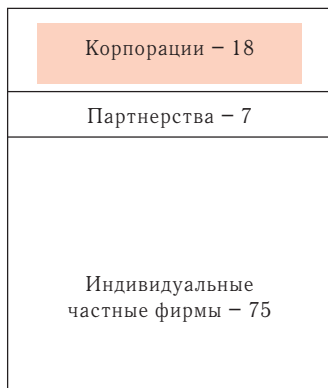 Корпорации – 18
Партнерства – 7
Индивидуальные
частные фирмы – 75